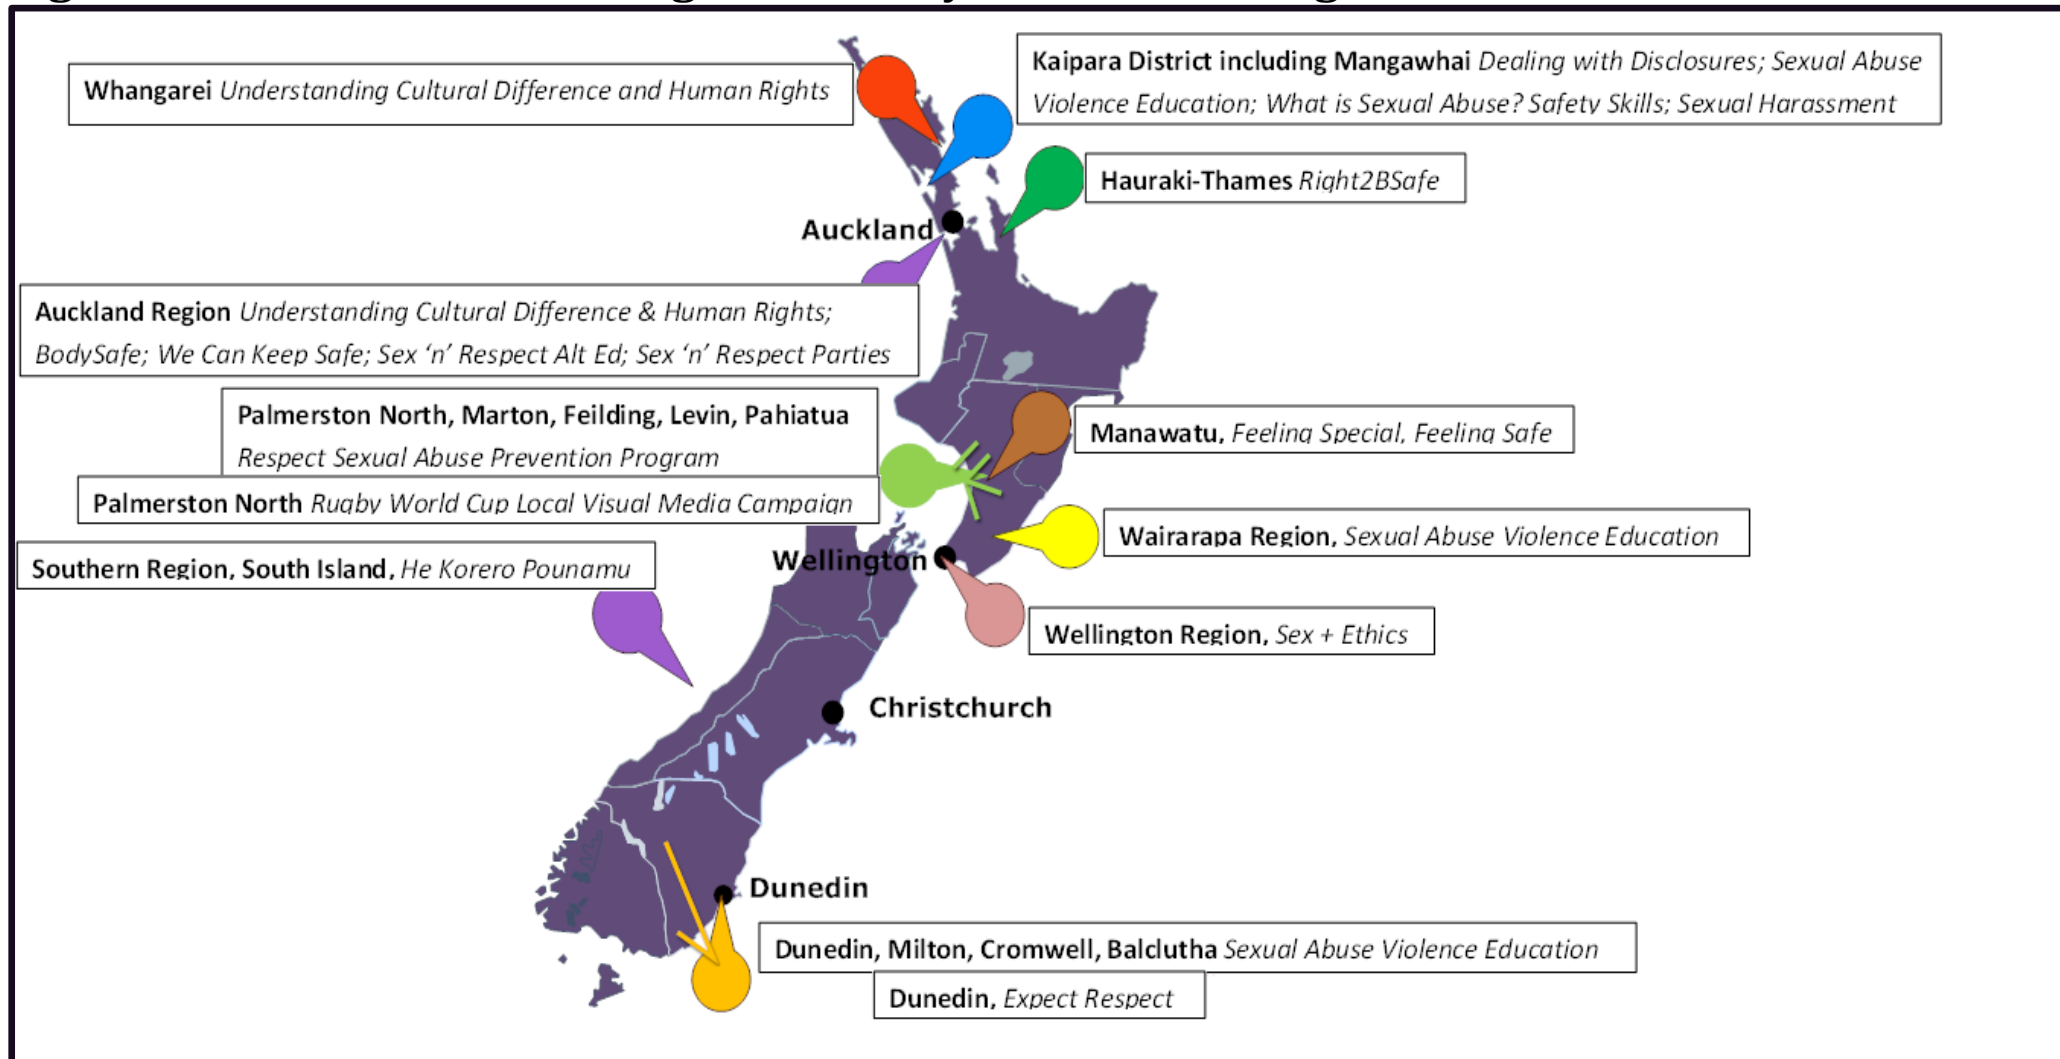 Whangarei Understanding Cultural Difference and Human Rights
Kaipara District including Mangawhai Dealing with Disclosures; Sexual Abuse
Violence Education; What is Sexual Abuse? Safety Skills; Sexual Harassment
Hauraki-Thames Right2BSafe
Auckland
Auckland Region Understanding Cultural Difference & Human Rights;
BodySafe; We Can Keep Safe; Sex ‘n’ Respect Alt Ed; Sex ‘n’ Respect Parties
Palmerston North, Marton, Feilding, Levin, Pahiatua
Respect Sexual Abuse Prevention Program
Manawatu, Feeling Special, Feeling Safe
Palmerston North Rugby World Cup Local Visual Media Campaign
Wairarapa Region, Sexual Abuse Violence Education
Wellington
Southern Region, South Island, He Korero Pounamu
Wellington Region, Sex + Ethics
Christchurch
Dunedin
Dunedin, Milton, Cromwell, Balclutha Sexual Abuse Violence Education
Dunedin, Expect Respect